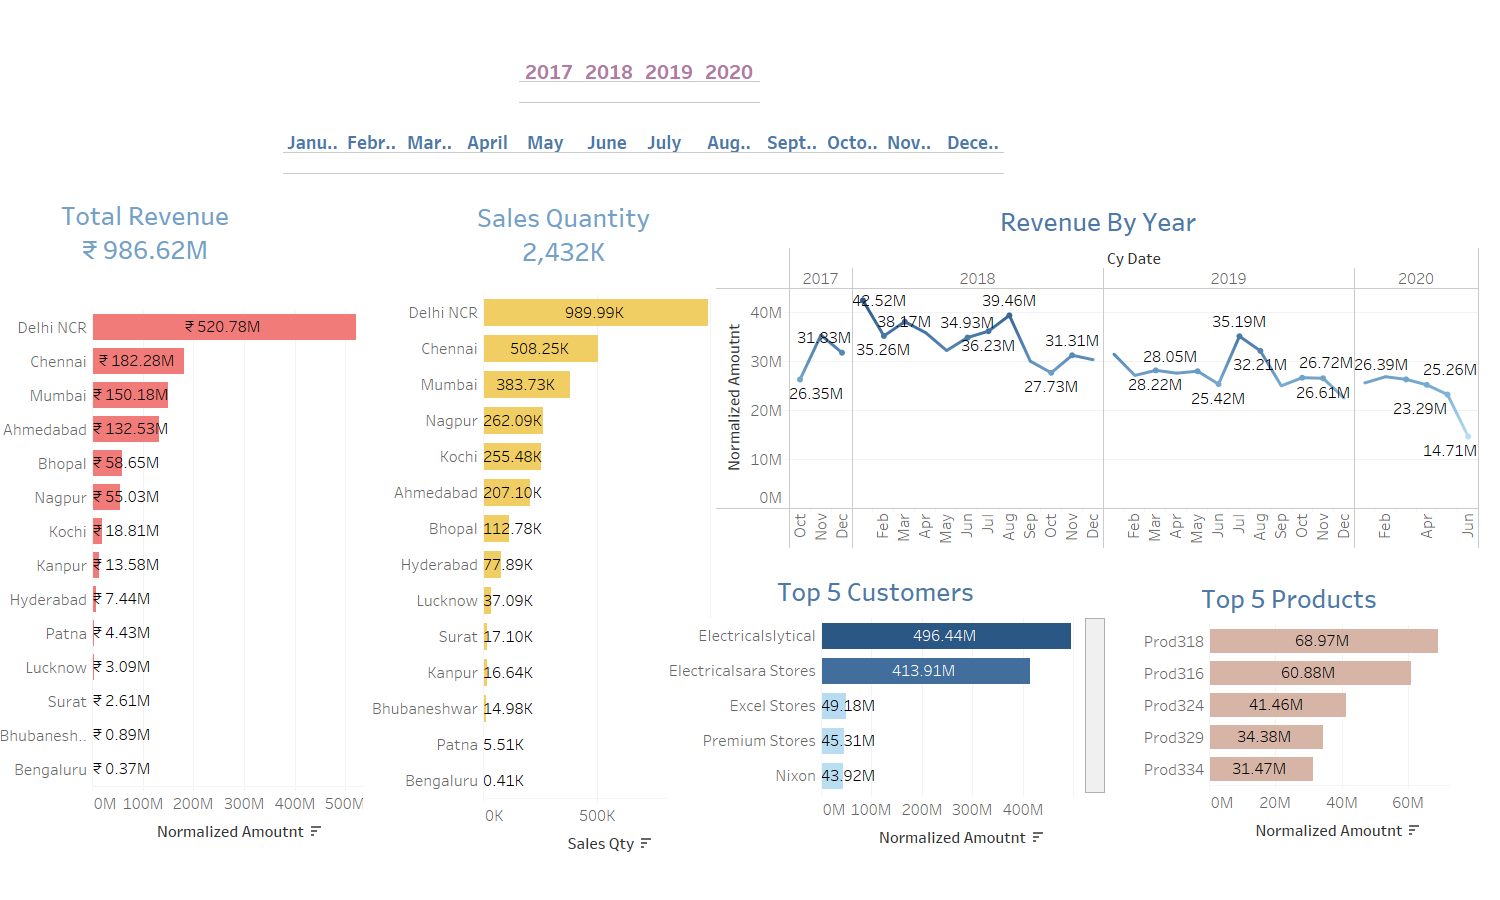 2017 2018 2019 2020
Janu.. Febr.. Mar.. April May June July Aug.. Sept.. Octo.. Nov.. Dece..
Total Revenue
₹ 986.62M
Delhi NCR ₹ 520.78M
Chennai ₹ 182.28M
Mumbai ₹ 150.18M
Ahmedabad ₹ 132.53M
Bhopal ₹ 58.65M
Nagpur ₹ 55.03M
Kochi ₹ 18.81M
Kanpur ₹ 13.58M
Hyderabad ₹ 7.44M
Patna ₹ 4.43M
Lucknow ₹ 3.09M
Surat ₹ 2.61M
Bhubanesh.. ₹ 0.89M
Bengaluru ₹ 0.37M
0M 100M 200M 300M 400M 500M
Normalized Amoutnt
Sales Quantity
2,432K
Delhi NCR 989.99K
Chennai 508.25K
Mumbai 383.73K
Nagpur 262.09K
Kochi 255.48K
Ahmedabad 207.10K
Bhopal 112.78K
Hyderabad 77.89K
Lucknow 37.09K
Surat 17.10K
Kanpur 16.64K
Bhubaneshwar 14.98K
Patna 5.51K
Bengaluru 0.41K
0K 500K
Sales Qty
Revenue By Year
Cy Date
2017 2018 2019 2020
Normalized Amoutnt
40M
30M
20M
10M
0M
26.35M 31.83M 42.52M 35.26M 38.17M 34.93M 36.23M 39.46M 27.73M 31.31M
28.22M 28.05M 25.42M 35.19M 32.21M 26.61M 26.72M 26.39M 23.29M 25.26M 14.71M
Oct Nov Dec Feb Mar Apr May Jun Jul Aug Sep Oct Nov Dec Feb Mar Apr May Jun Jul Aug Sep Oct Nov Dec Feb Apr Jun
Top 5 Customers
Electricalslytical 496.44M
Electricalsara Stores 413.91M
Excel Stores 49.18M
Premium Stores 45.31M
Nixon 43.92M
0M 100M 200M 300M 400M
Normalized Amoutnt
Top 5 Products
Prod318 68.97M
Prod316 60.88M
Prod324 41.46M
Prod329 34.38M
Prod334 31.47M
0M 20M 40M 60M
Normalized Amoutnt